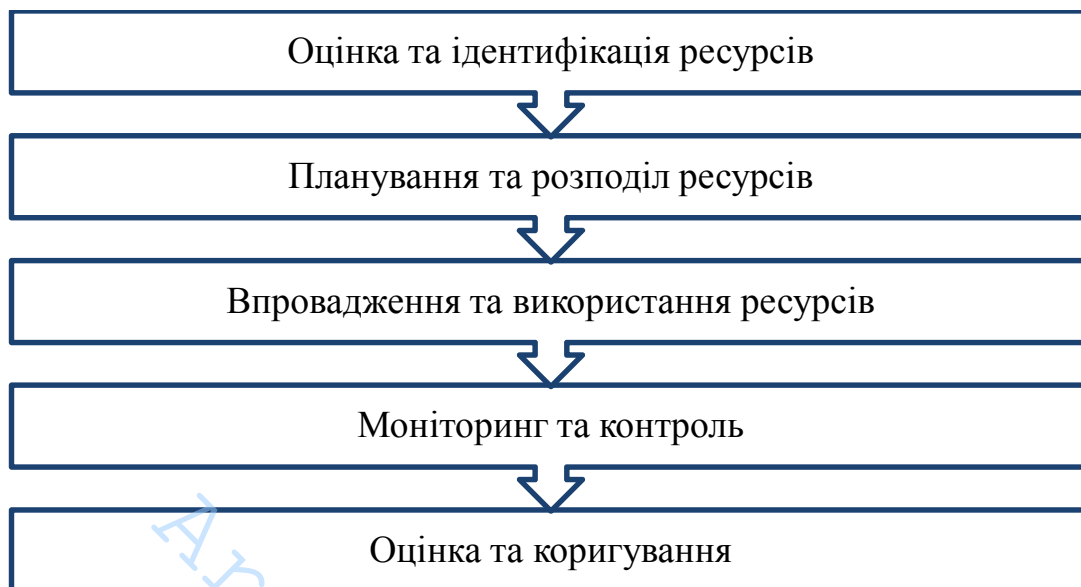 Оцінка та ідентифікація ресурсів
Планування та розподіл ресурсів
Впровадження та використання ресурсів
Моніторинг та контроль
Оцінка та коригування